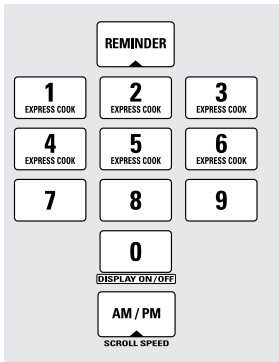 REMINDER
1 2 3
EXPRESS COOK EXPRESS COOK EXPRESS COOK
4 5 6
EXPRESS COOK EXPRESS COOK EXPRESS COOK
7 8 9
0
DISPLAY ON/OFF
AM / PM
SCROLL SPEED